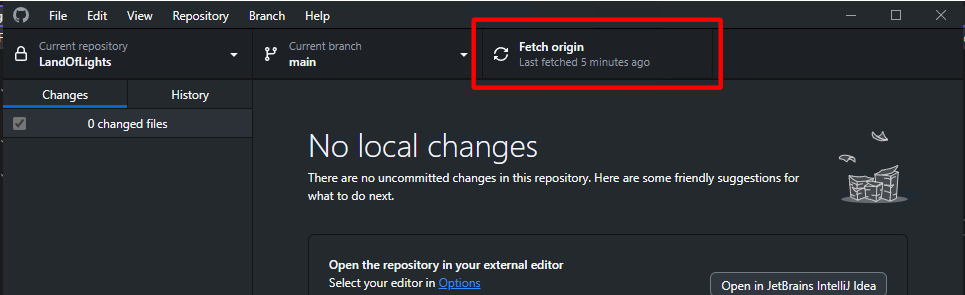 File Edit View Repository Branch Help
Current repository
LandOfLights
Current branch
main
Fetch origin
Last fetched 5 minutes ago
Changes
History
0 changed files
No local changes
There are no uncommitted changes in this repository. Here are some friendly suggestions for
what to do next.
Open the repository in your external editor
Select your editor in Options
Open in JetBrains IntelliJ Idea